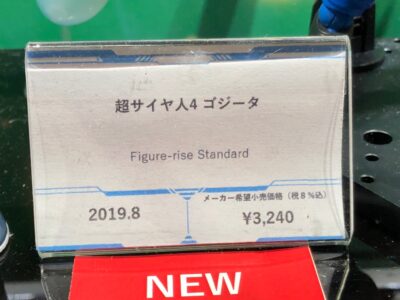 超サイヤ人4 ゴジータ
Figure-rise Standard
メーカー希望小売価格（税8％込）
2019.8
¥3,240
NEW